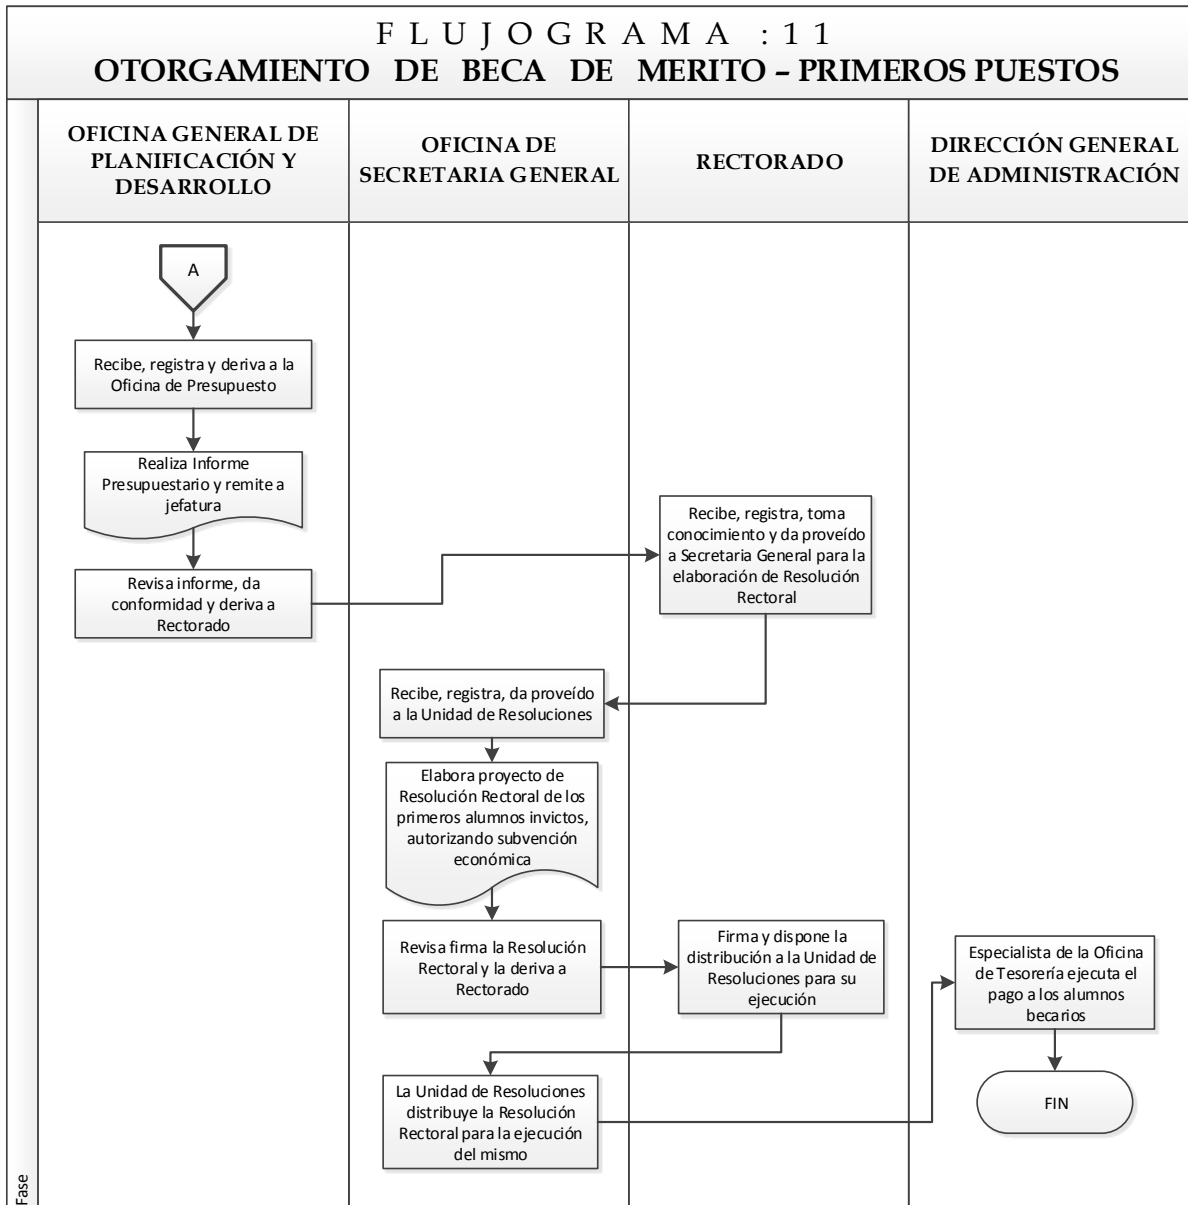 FLUJOGRAMA :11
OTORGAMIENTO DE BECA DE MERITO – PRIMEROS PUESTOS
OFICINA GENERAL DE
PLANIFICACIÓN Y
DESARROLLO
OFICINA DE
SECRETARIA GENERAL
RECTORADO
DIRECCIÓN GENERAL
DE ADMINISTRACIÓN
A
Recibe, registra y deriva a la
Oficina de Presupuesto
Realiza Informe
Presupuestario y remite a
jefatura
Revisa informe, da
conformidad y deriva a
Rectorado
Recibe, registra, toma
conocimiento y da proveído
a Secretaria General para la
elaboración de Resolución
Rectoral
Recibe, registra, da proveído
a la Unidad de Resoluciones
Elabora proyecto de
Resolución Rectoral de los
primeros alumnos invictos,
autorizando subvención
económica
Revisa firma la Resolución
Rectoral y la deriva a
Rectorado
Firma y dispone la
distribución a la Unidad de
Resoluciones para su
ejecución
La Unidad de Resoluciones
distribuye la Resolución
Rectoral para la ejecución
del mismo
Especialista de la Oficina
de Tesorería ejecuta el
pago a los alumnos
becarios
FIN
Fase